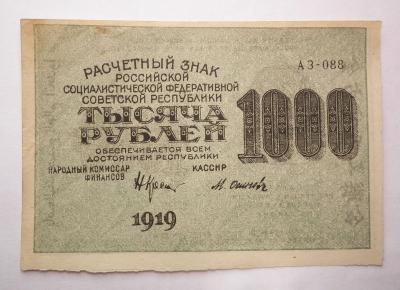 РАСЧЕТНЫЙ ЗНАК
РОССИЙСКОЙ
СОЦИАЛИСТИЧЕСКОЙ ФЕДЕРАТИВНОЙ
СОВЕТСКОЙ РЕСПУБЛИКИ
ТЫСЯЧА
РУБЛЕЙ
ОБЕСПЕЧИВАЕТСЯ ВСЕМ
ДОСТОЯНИЕМ РЕСПУБЛИКИ
НАРОДНЫЙ КОМИССАР
ФИНАНСОВ
КАССИР
1919
АЗ-088
1000